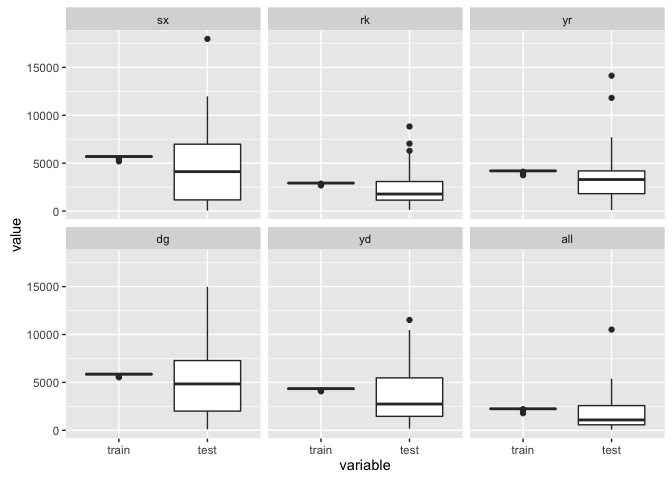 sx rk yr
15000
10000
5000
0
value
dg yd all
15000
10000
5000
0
train test train test train test
variable